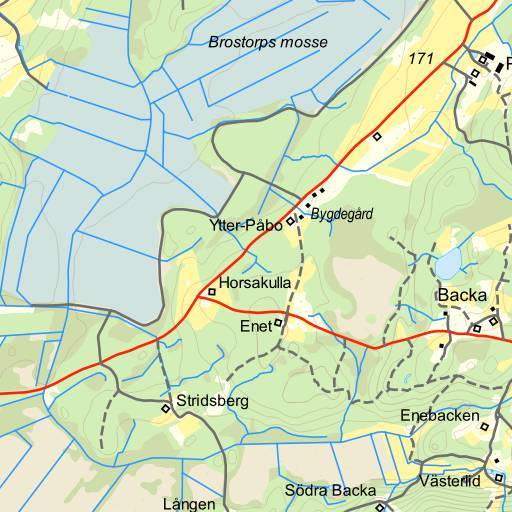 Brostorps mosse
171
Bygdegård
Ytter-Påbo
Horsakulla
Backa
Enet
Stridsberg
Enebacken
Västerlid
Södra Backa
Lången